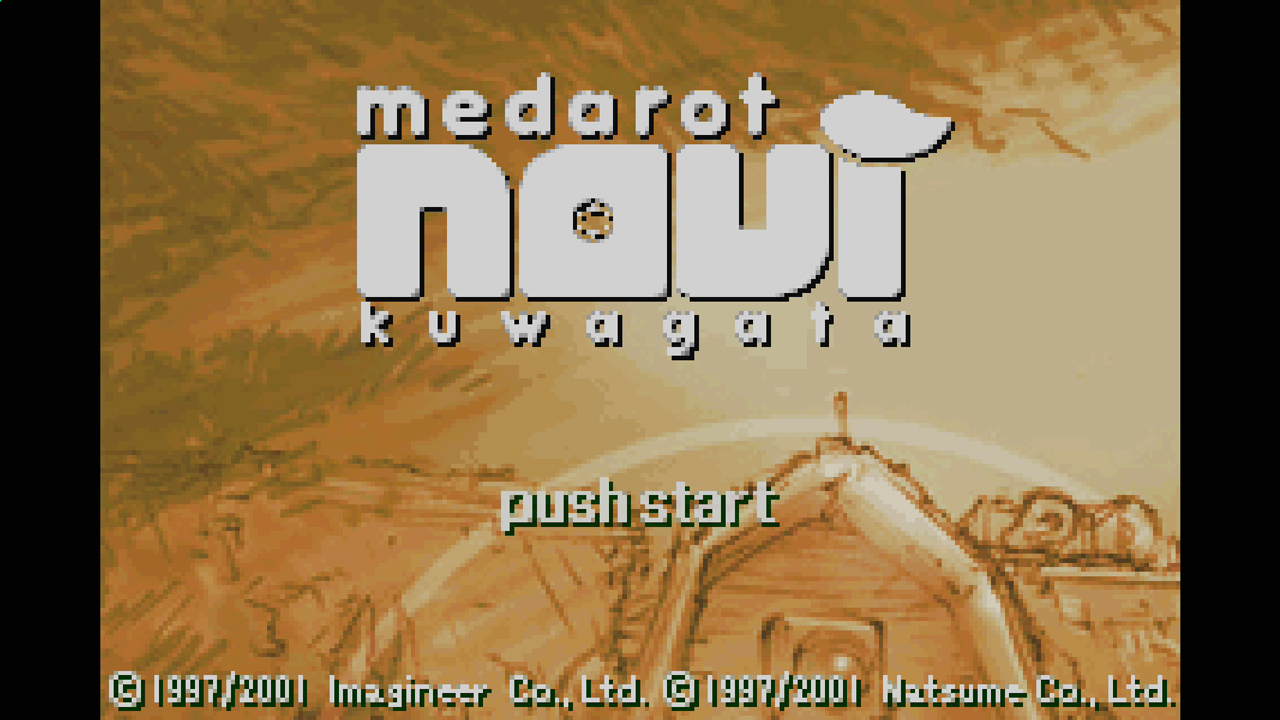 medarot
navi
kuwagata
push start
©1997/2001 Imagineer Co., Ltd. ©1997/2001 Natsume Co., Ltd.